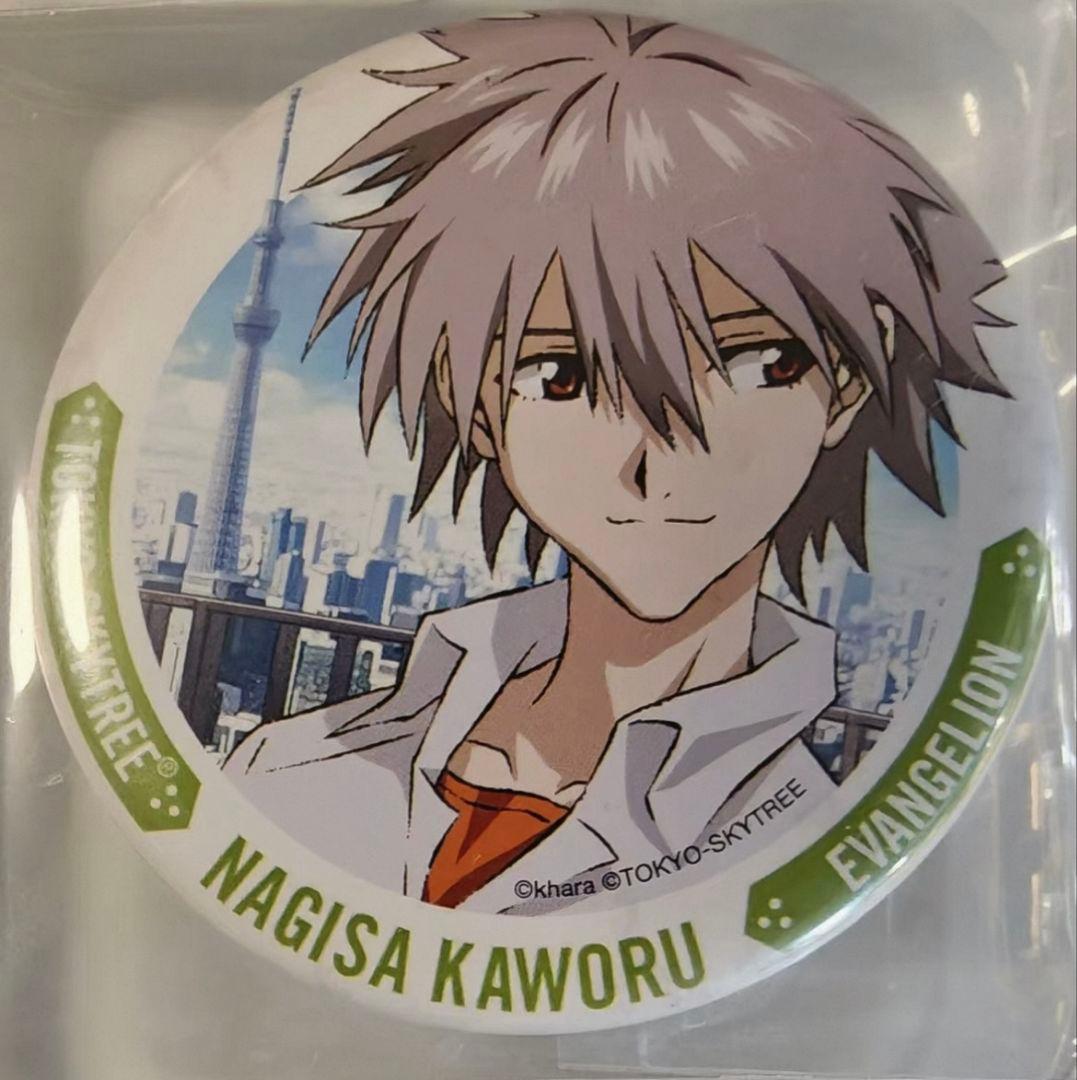 TOKYO SKYTREE®
EVANGELION
©khara ©TOKYO-SKYTREE
NAGISA KAWORU